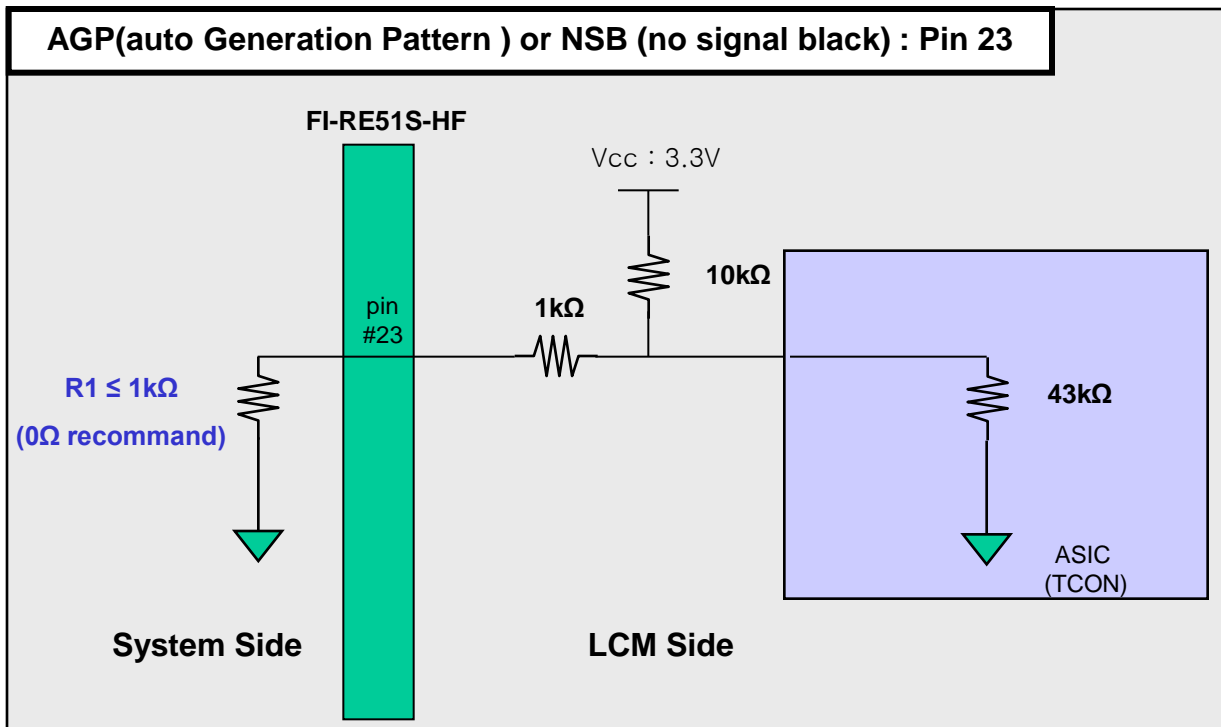 AGP(auto Generation Pattern ) or NSB (no signal black) : Pin 23
FI-RE51S-HF
Vcc : 3.3V
10kΩ
1kΩ
pin
#23
R1 ≤ 1kΩ
(0Ω recommand)
43kΩ
ASIC
(TCON)
System Side
LCM Side